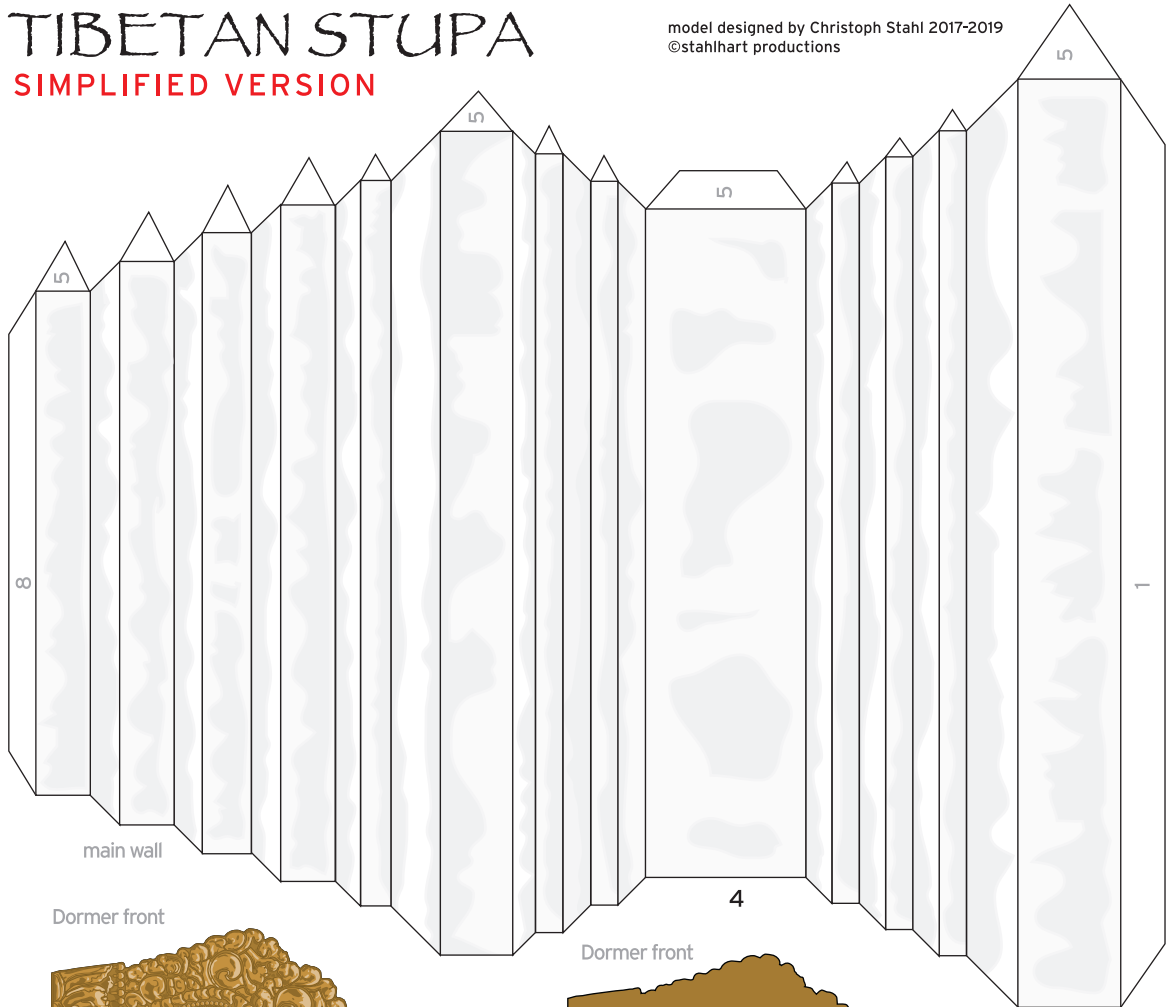 TIBETAN STUPA
SIMPLIFIED VERSION
model designed by Christoph Stahl 2017-2019
©stahlhart productions
5
5
5
5
8
1
main wall
4
Dormer front
Dormer front